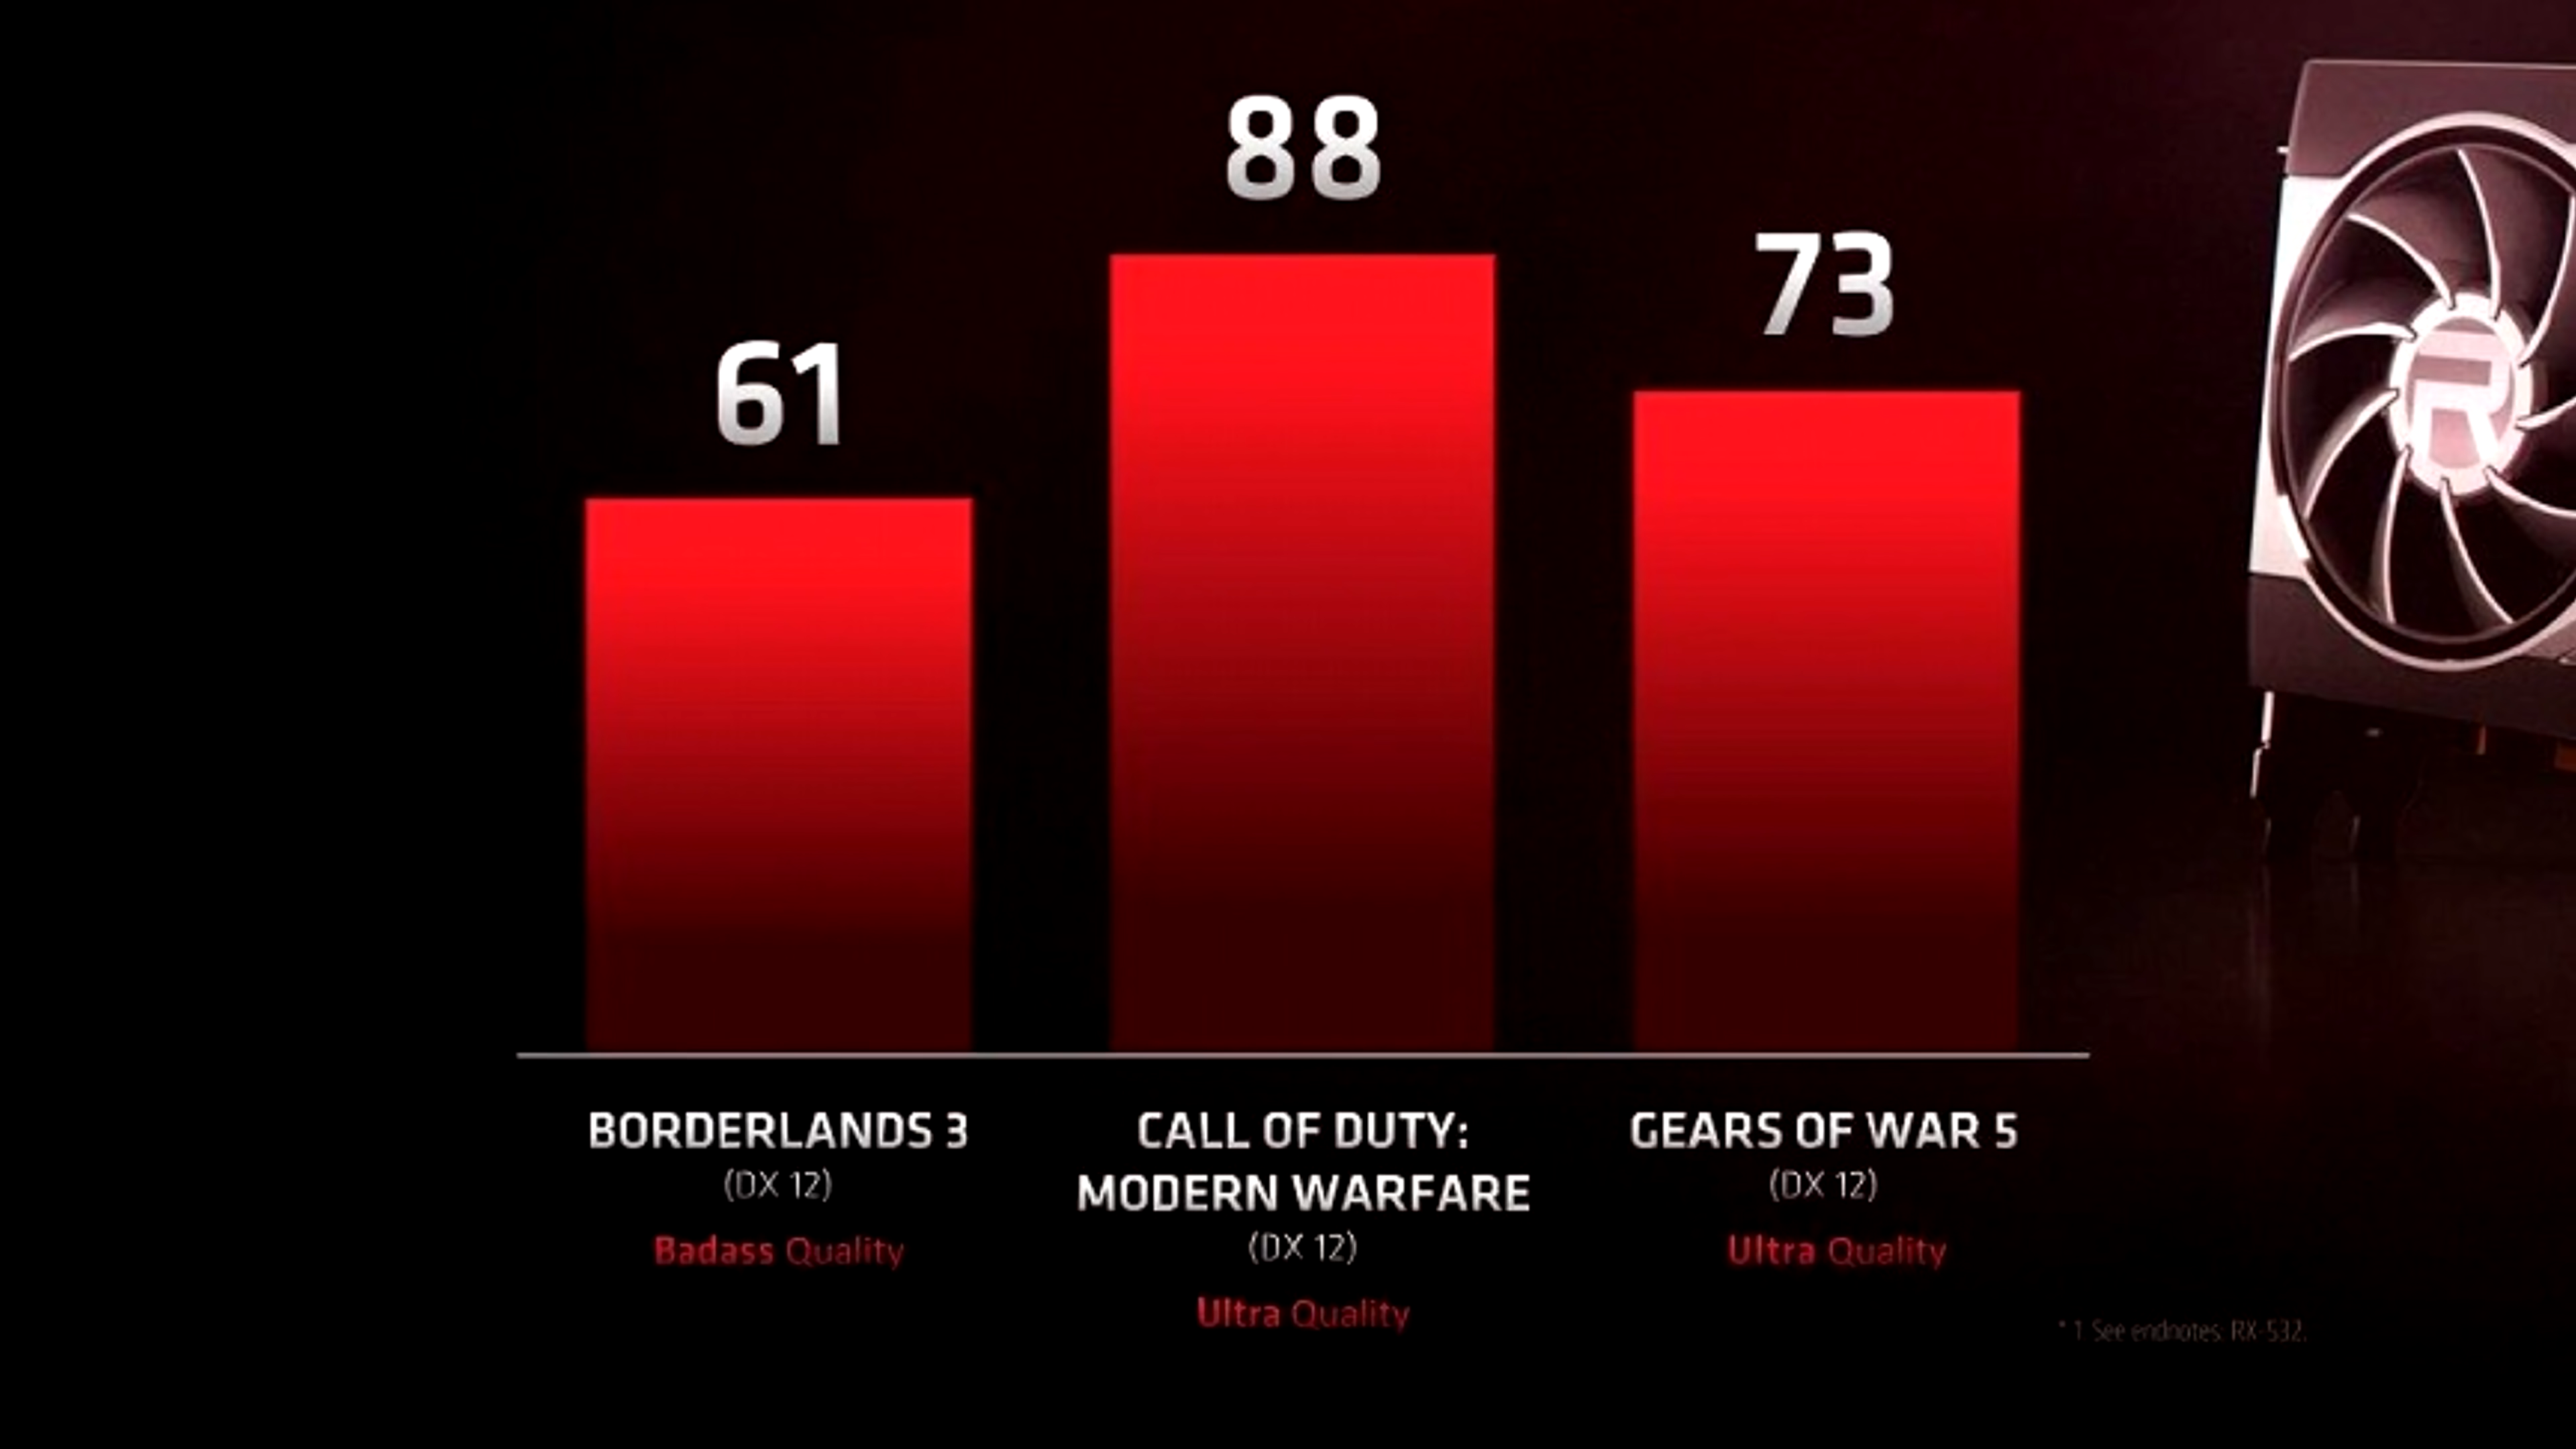 88
73
61
BORDERLANDS 3
(DX 12)
Badass Quality
CALL OF DUTY:
MODERN WARFARE
(DX 12)
Ultra Quality
GEARS OF WAR 5
(DX 12)
Ultra Quality
* 1 See endnotes: RX-532.
R